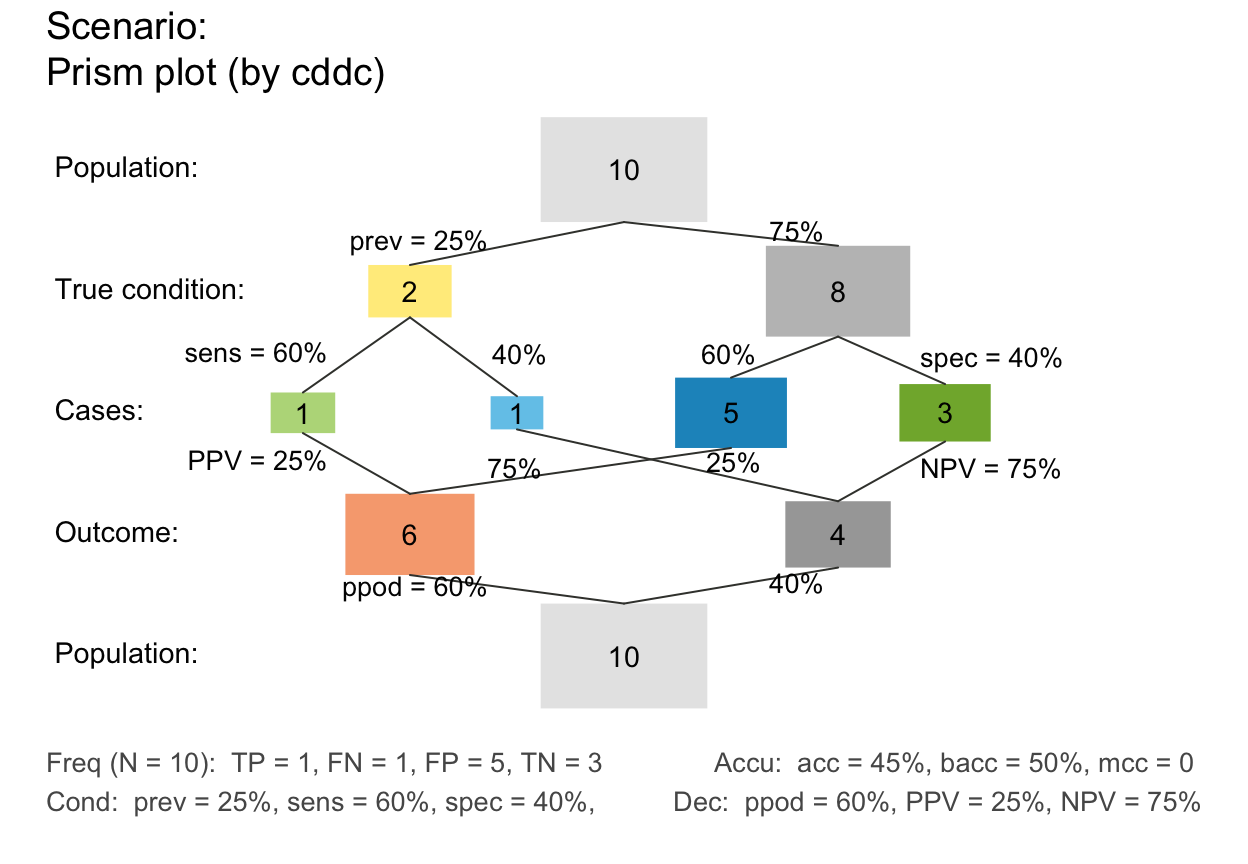 Scenario:
Prism plot (by cddc)
Population:
10
prev = 25%
75%
True condition:
2
8
sens = 60%
40%
60%
spec = 40%
Cases:
1
1
5
3
PPV = 25%
75%
25%
NPV = 75%
Outcome:
6
4
ppod = 60%
40%
Population:
10
Freq (N = 10):  TP = 1, FN = 1, FP = 5, TN = 3
Accu:  acc = 45%, bacc = 50%, mcc = 0
Cond:  prev = 25%, sens = 60%, spec = 40%,
Dec:  ppod = 60%, PPV = 25%, NPV = 75%